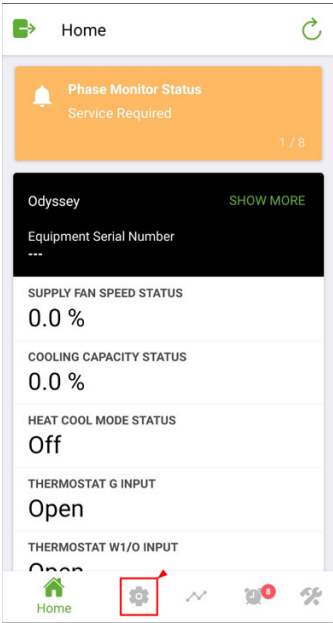 Home
Phase Monitor Status
Service Required
1 / 8
Odyssey
SHOW MORE
Equipment Serial Number
---
SUPPLY FAN SPEED STATUS
0.0 %
COOLING CAPACITY STATUS
0.0 %
HEAT COOL MODE STATUS
Off
THERMOSTAT G INPUT
Open
THERMOSTAT W1/O INPUT
Open
8
Home